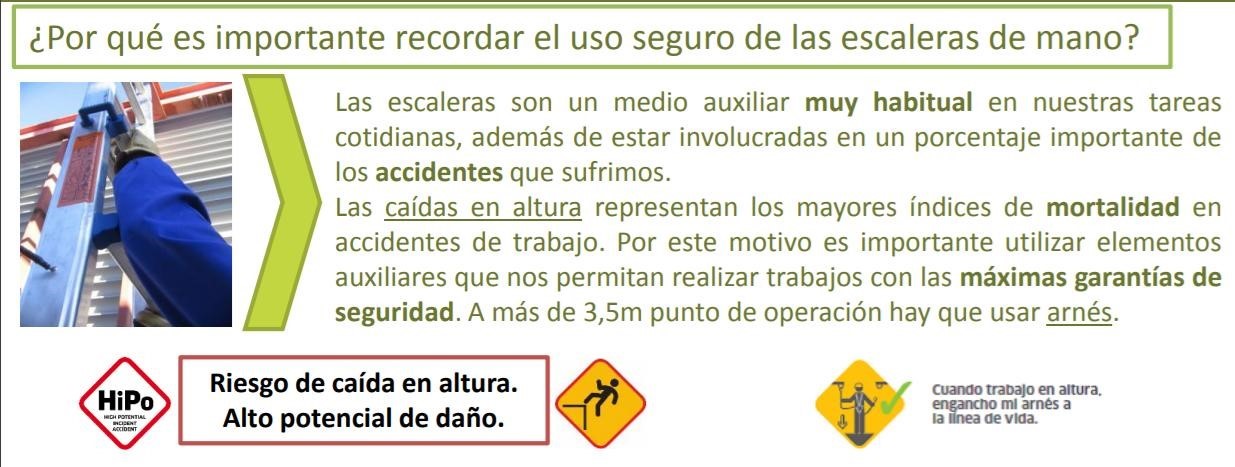 ¿Por qué es importante recordar el uso seguro de las escaleras de mano?
Las escaleras son un medio auxiliar muy habitual en nuestras tareas
cotidianas, además de estar involucradas en un porcentaje importante de
los accidentes que sufrimos.
Las caídas en altura representan los mayores índices de mortalidad en
accidentes de trabajo. Por este motivo es importante utilizar elementos
auxiliares que nos permitan realizar trabajos con las máximas garantías de
seguridad. A más de 3,5m punto de operación hay que usar arnés.
HiPo
HIGH POTENTIAL
INCIDENT
ACCIDENT
Riesgo de caída en altura.
Alto potencial de daño.
Cuando trabajo en altura,
engancho mi arnés a
la línea de vida.